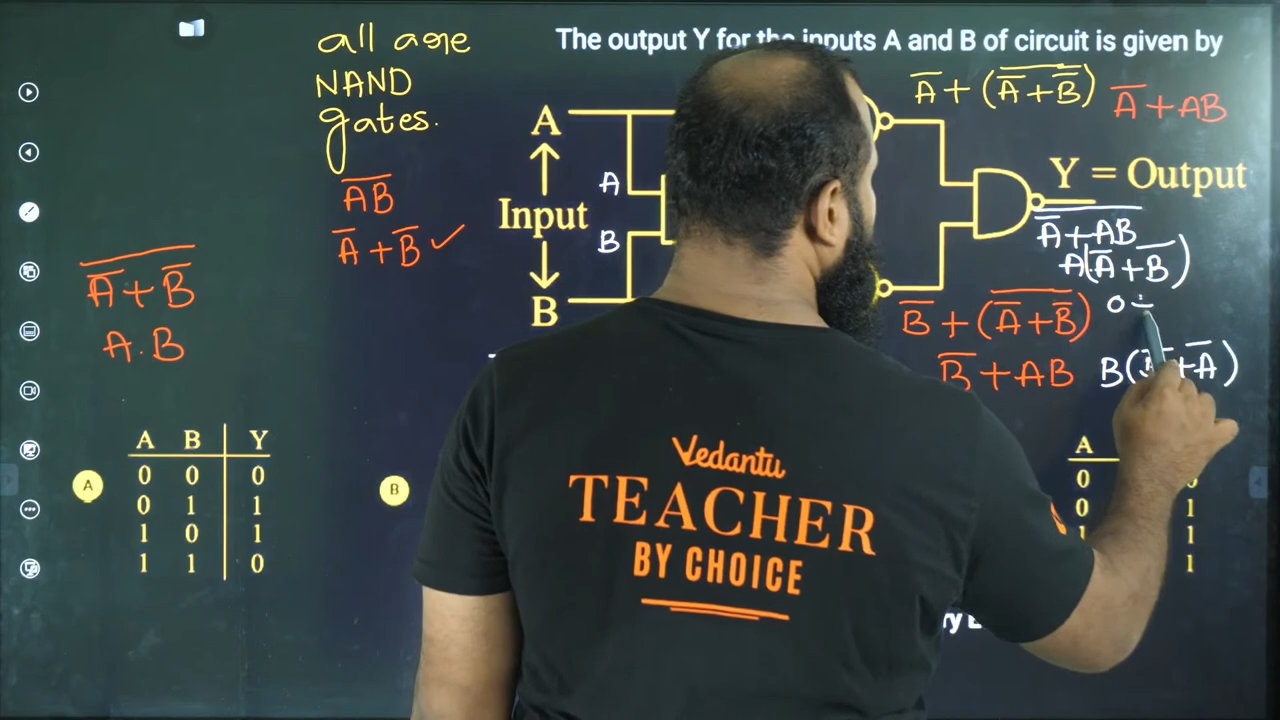 all are
NAND
gates.
The output Y for the inputs A and B of circuit is given by
A̅B̅
A̅ + B̅ ✓
A̅ + B̅
A.B
A
Input
B
A
B
A̅ + (A̅ + B̅)
A̅ + AB
Y = Output
A̅ + AB
A(A̅ + B̅)
0 +
B̅ + (A̅ + B̅)
B̅ + AB
B( + A̅)
A
A B Y
0 0 0
0 1 1
1 0 1
1 1 0
B
A
0
0
1
1
1
1
Vedantu
TEACHER
BY CHOICE